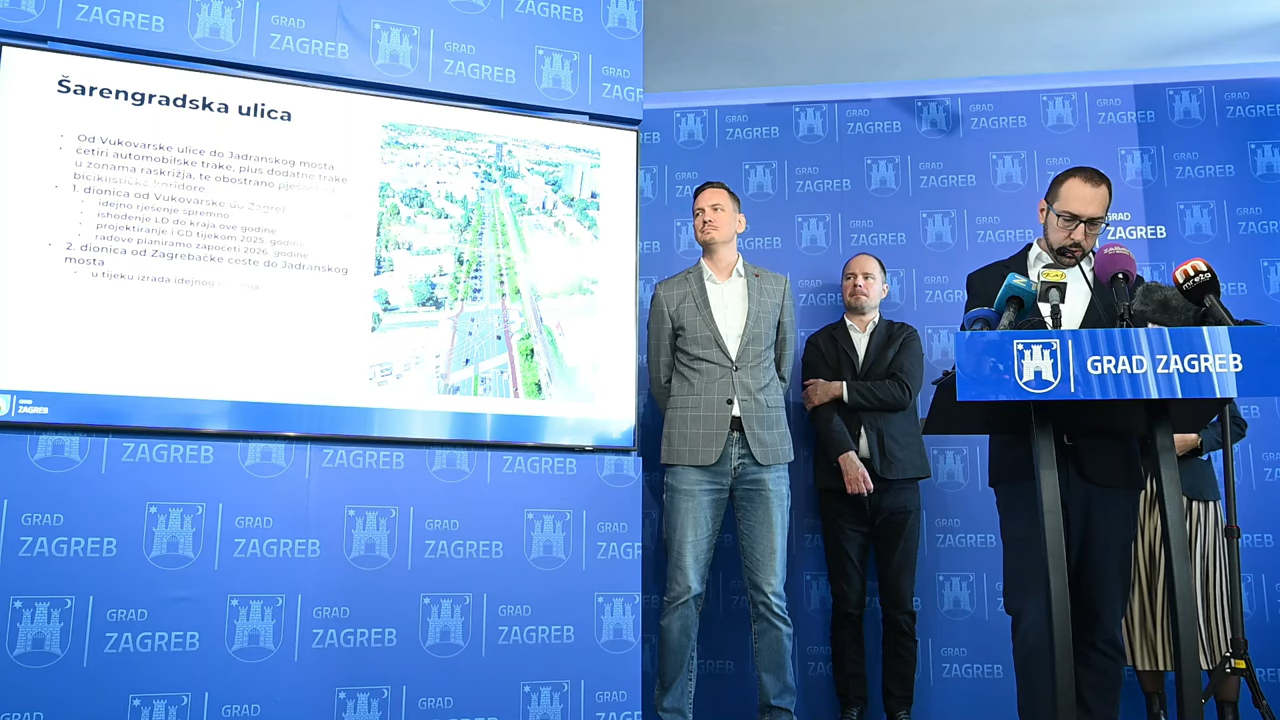 Šarengradska ulica
Od Vukovarske ulice do Jadranskog mosta
četiri automobilske trake, plus dodatne trake
u zonama raskrižja, te obostrano
biciklističke koridore
1. dionica od Vukovarske do
idejno rješenje spremno
ishođenje LD do kraja ove godine
projektiranje i GD tijekom 2025. godine
radove planiramo započeti 2026. godine
2. dionica od Zagrebačke ceste do Jadranskog
mosta
u tijeku izrada idejnog
ZAGREB
GRAD
ZAGREB
GRAD ZAGREB
mreža